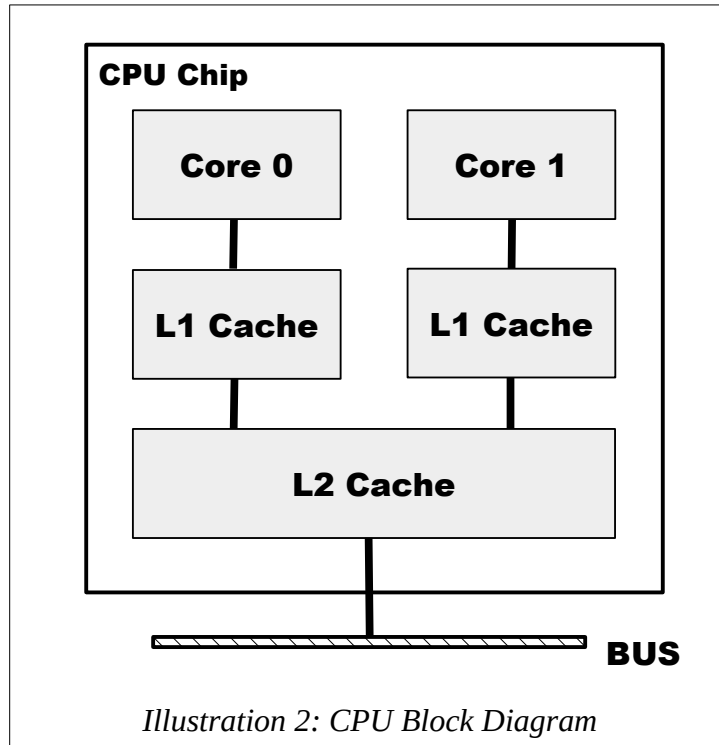 CPU Chip
Core 0
Core 1
L1 Cache
L1 Cache
L2 Cache
BUS
Illustration 2: CPU Block Diagram